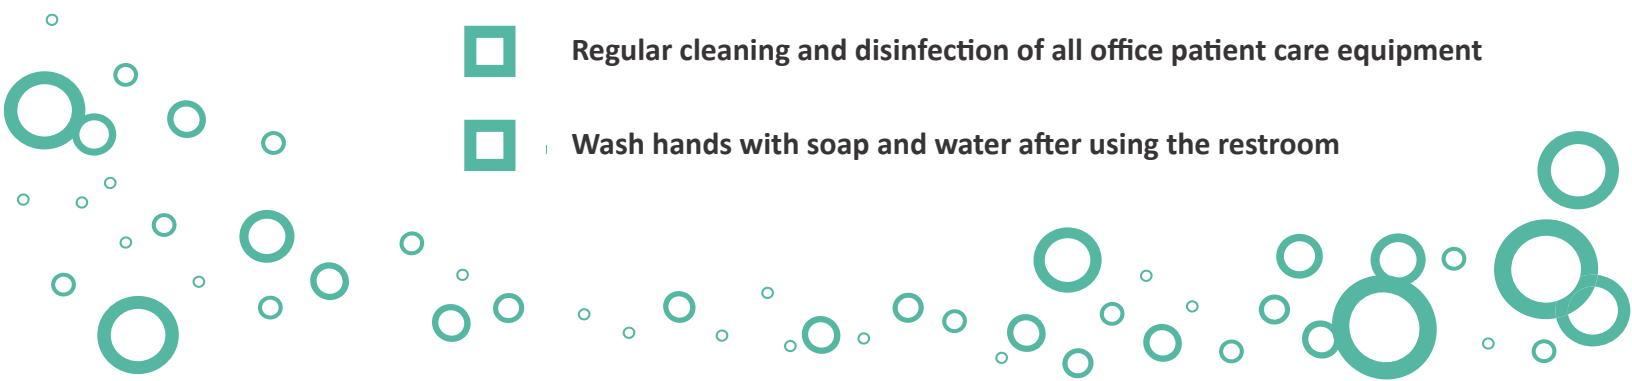 Regular cleaning and disinfection of all office patient care equipment
Wash hands with soap and water after using the restroom